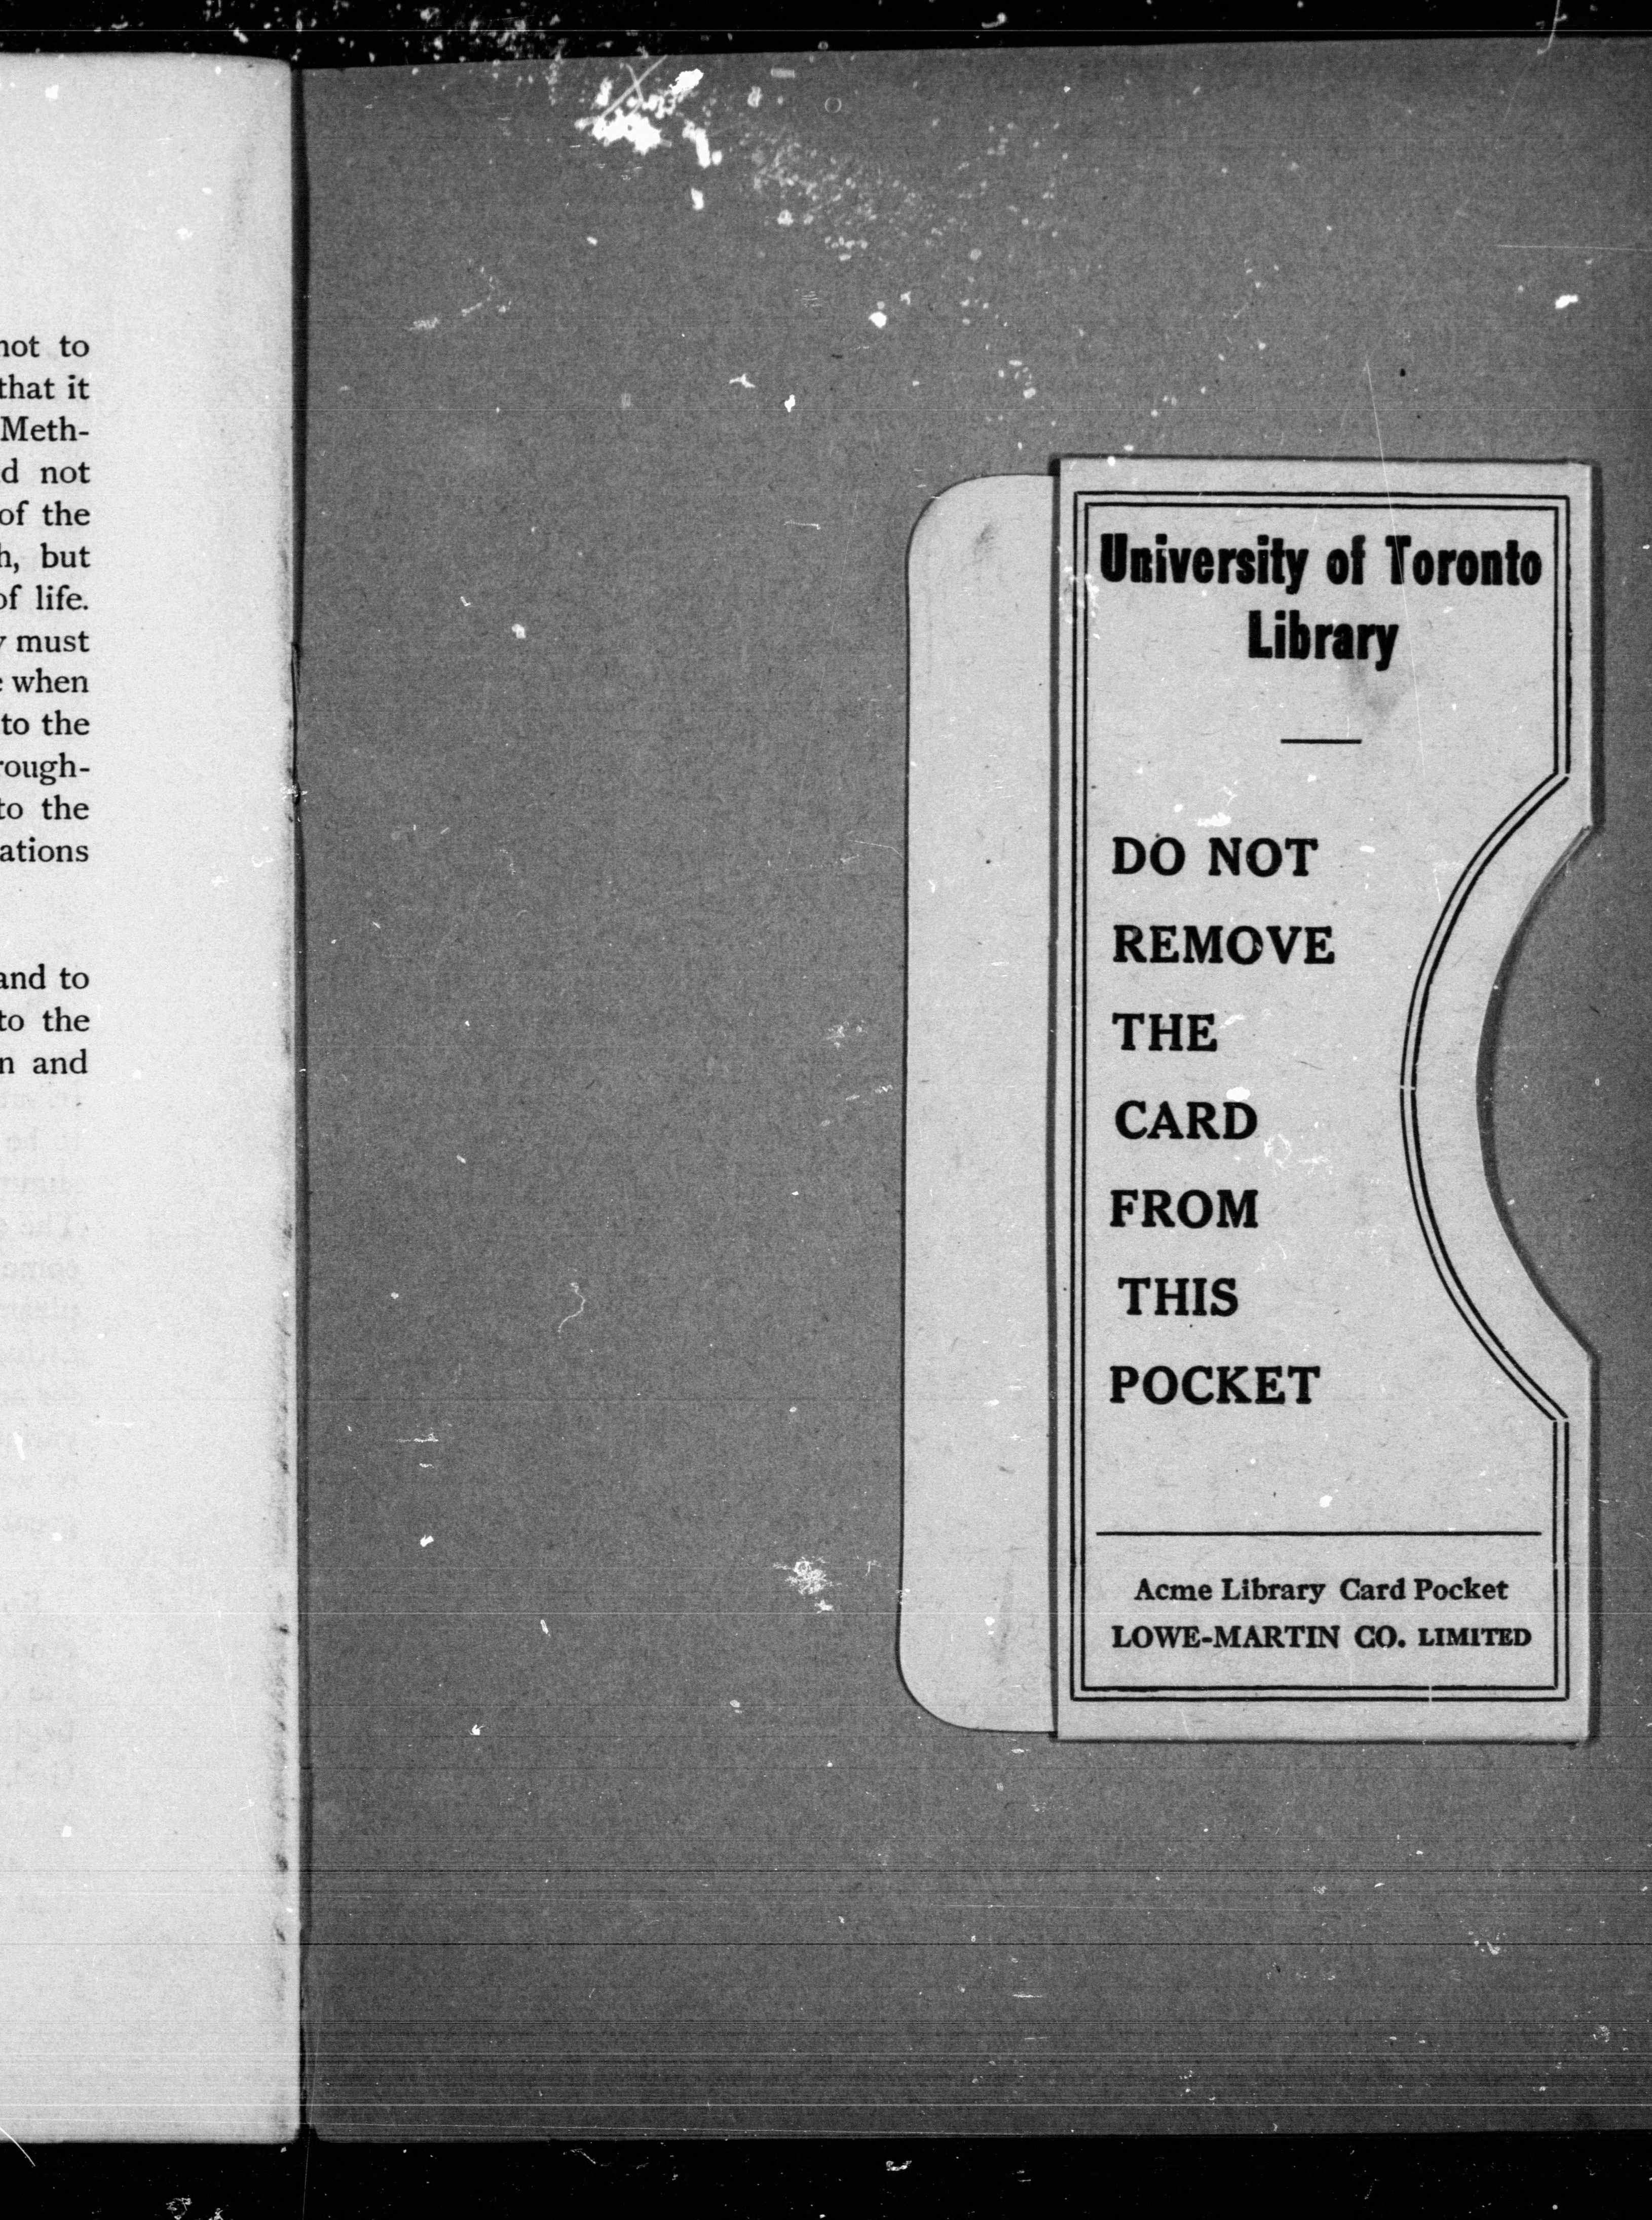 not to
that it
Meth-
not
of the
but
of life.
must
when
to the
to the
and to
to the
and
University of Toronto
Library
DO NOT
REMOVE
THE
CARD
FROM
THIS
POCKET
Acme Library Card Pocket
LOWE-MARTIN CO. LIMITED